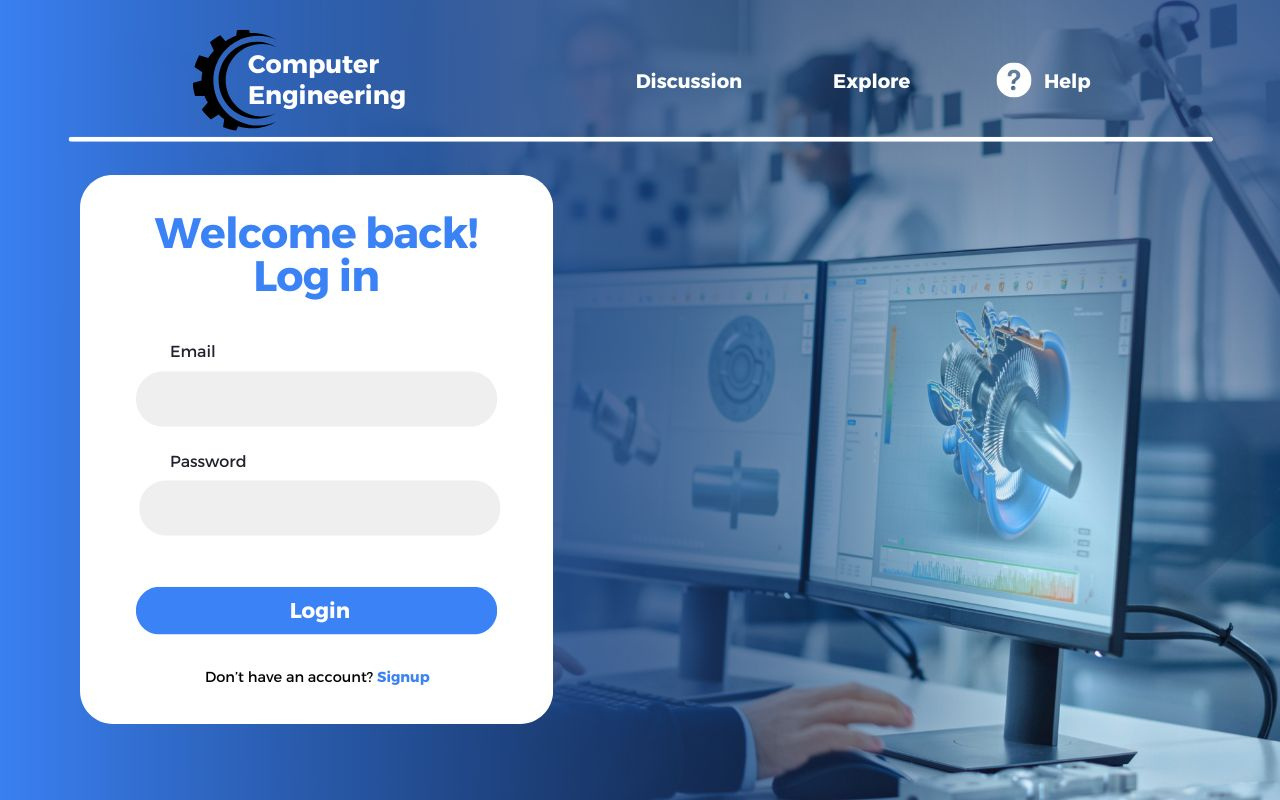 Computer
Engineering
Discussion
Explore
? Help
Welcome back!
Log in
Email
Password
Login
Don't have an account? Signup